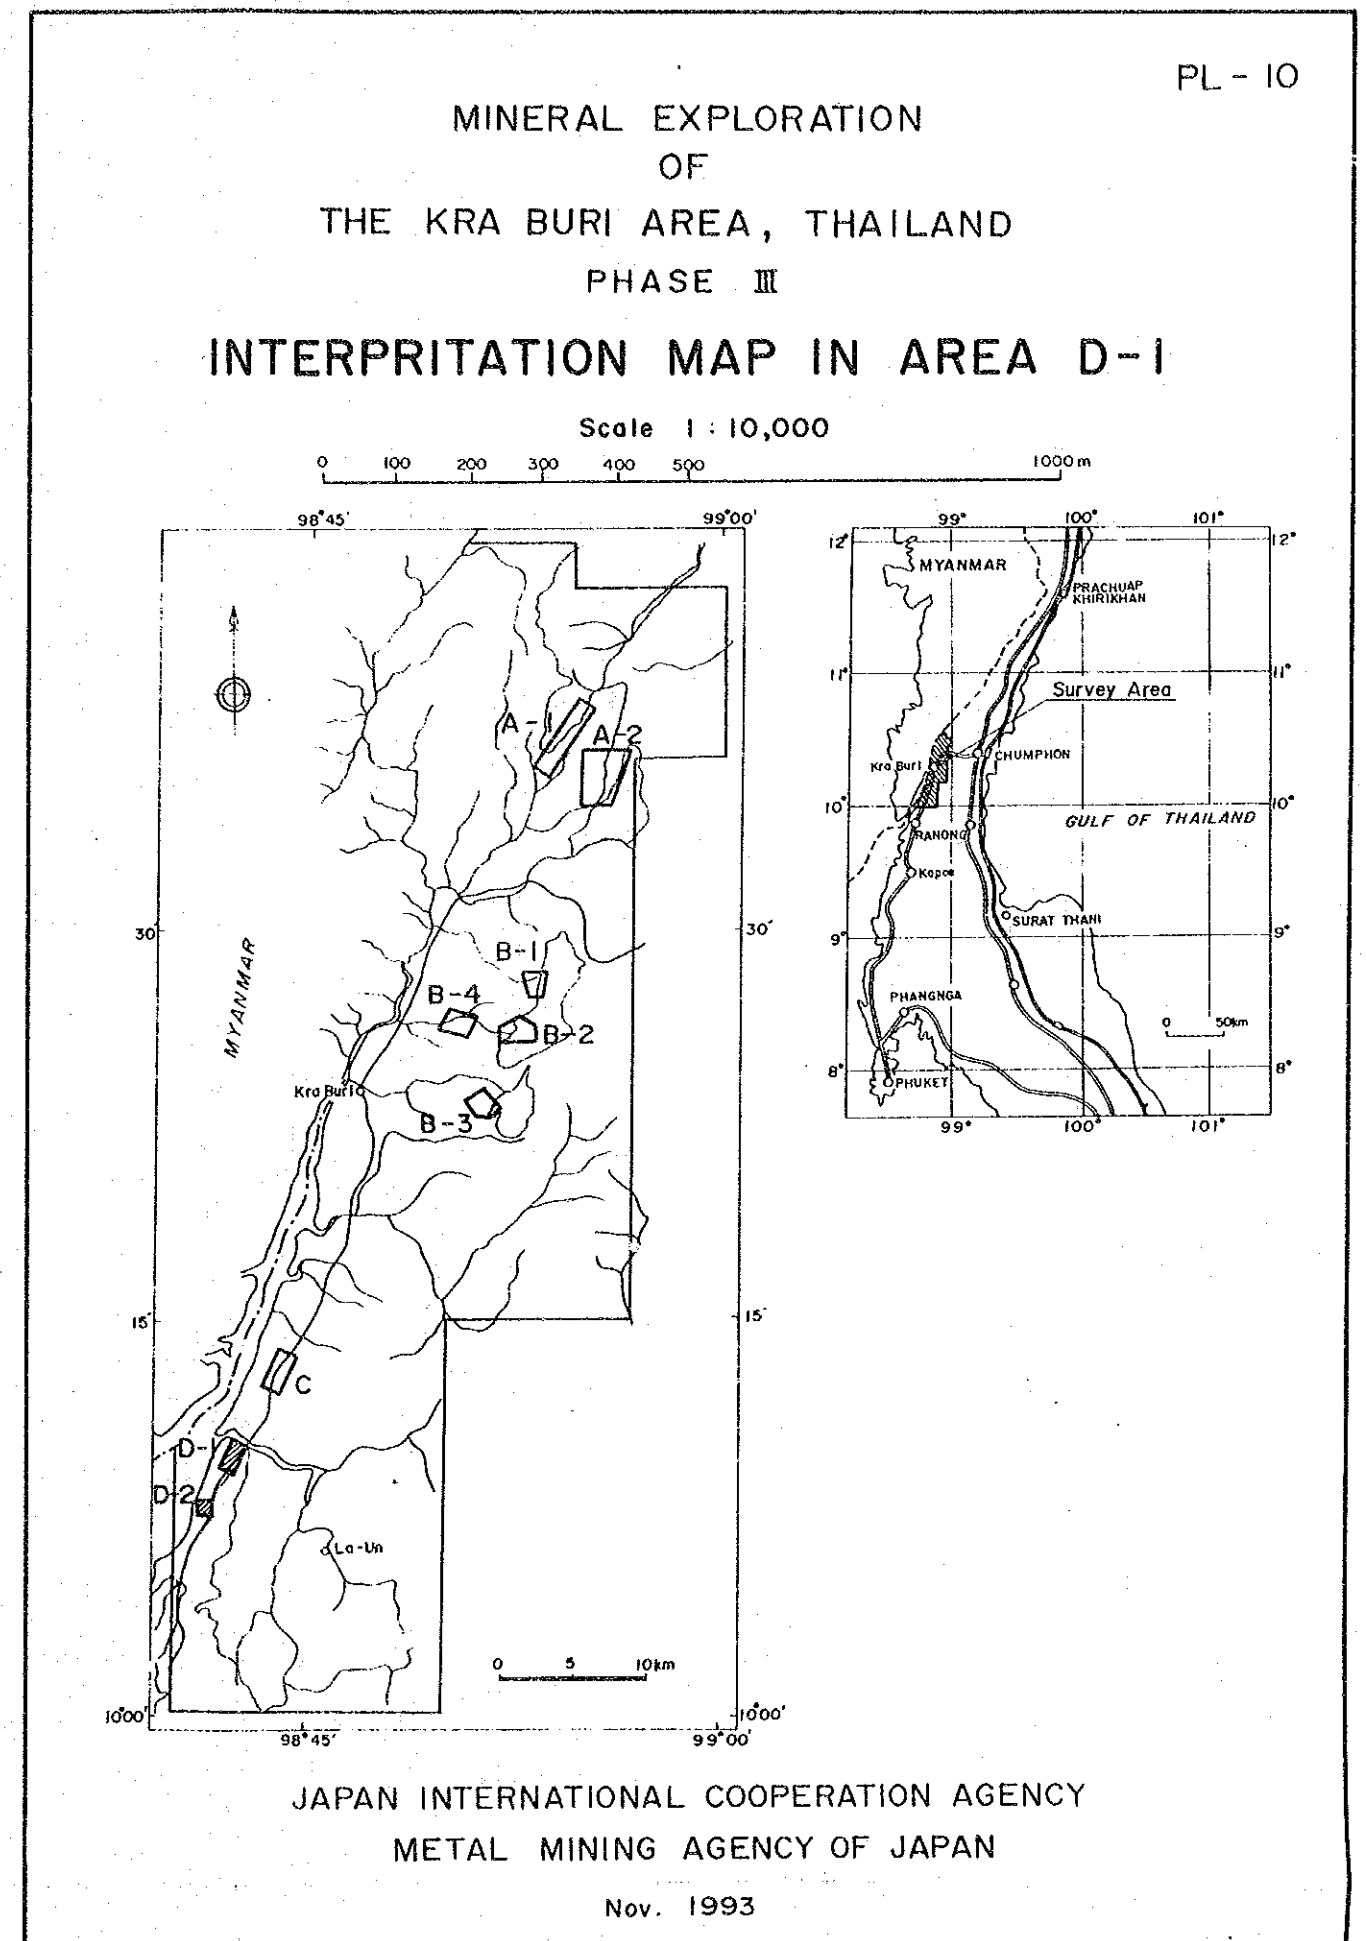 PL - 10
MINERAL EXPLORATION
OF
THE KRA BURI AREA, THAILAND
PHASE III
INTERPRITATION MAP IN AREA D-1
Scale 1 : 10,000
0 100 200 300 400 500 1000m
98°45' 99°00'
A-1
A-2
30' 30'
B-1
B-4
B-2
MYANMAR
Kra Buri
B-3
15' 15'
C
D-1
D-2
La-Un
0 5 10km
10°00' 10°00'
98°45' 99°00'
99° 100° 101°
12° 12°
MYANMAR
PRACHUAP
KHIRIKHAN
11° 11°
Survey Area
Kra Buri
CHUMPHON
10° 10°
GULF OF THAILAND
RANONG
Kapoe
SURAT THANI
9° 9°
PHANGNGA
0 50km
8° 8°
PHUKET
99° 100° 101°
JAPAN INTERNATIONAL COOPERATION AGENCY
METAL MINING AGENCY OF JAPAN
Nov. 1993